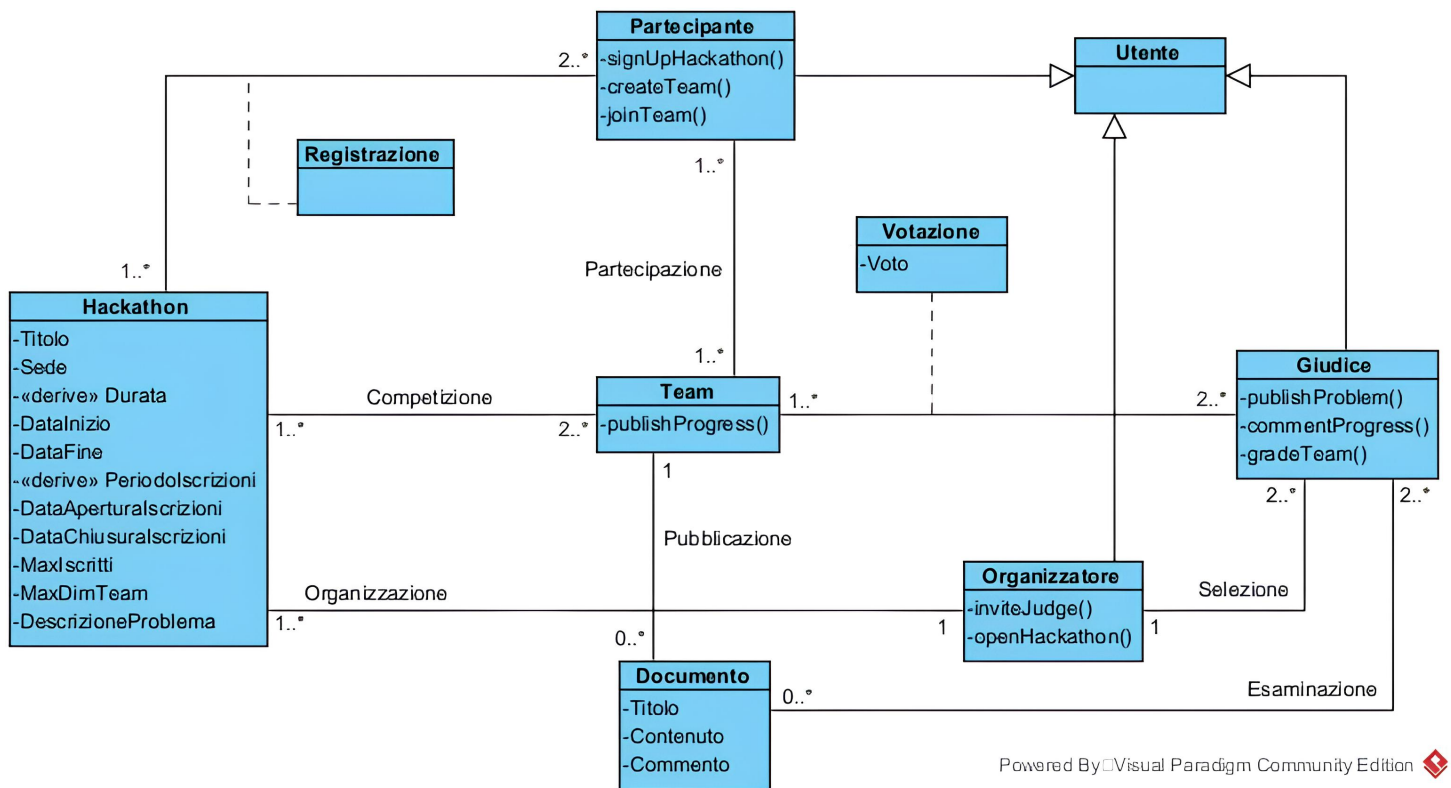 Partecipante
-signUpHackathon()
-createTeam()
-joinTeam()
2..*
1..*
Utente
Registrazione
1..*
Partecipazione
1..*
Votazione
-Voto
Hackathon
-Titolo
-Sede
-«derive» Durata
-DataInizio
-DataFine
-«derive» PeriodoIscrizioni
-DataAperturaIscrizioni
-DataChiusuraIscrizioni
-MaxIscritti
-MaxDimTeam
-DescrizioneProblema
Competizione
1..*
2..*
Team
-publishProgress()
1..*
2..*
1
Giudice
-publishProblem()
-commentProgress()
-gradeTeam()
2..*
2..*
Pubblicazione
Organizzazione
1..*
1
Organizzatore
-inviteJudge()
-openHackathon()
Selezione
1
0..*
Documento
-Titolo
-Contenuto
-Commento
0..*
Esaminazione
Powered By Visual Paradigm Community Edition